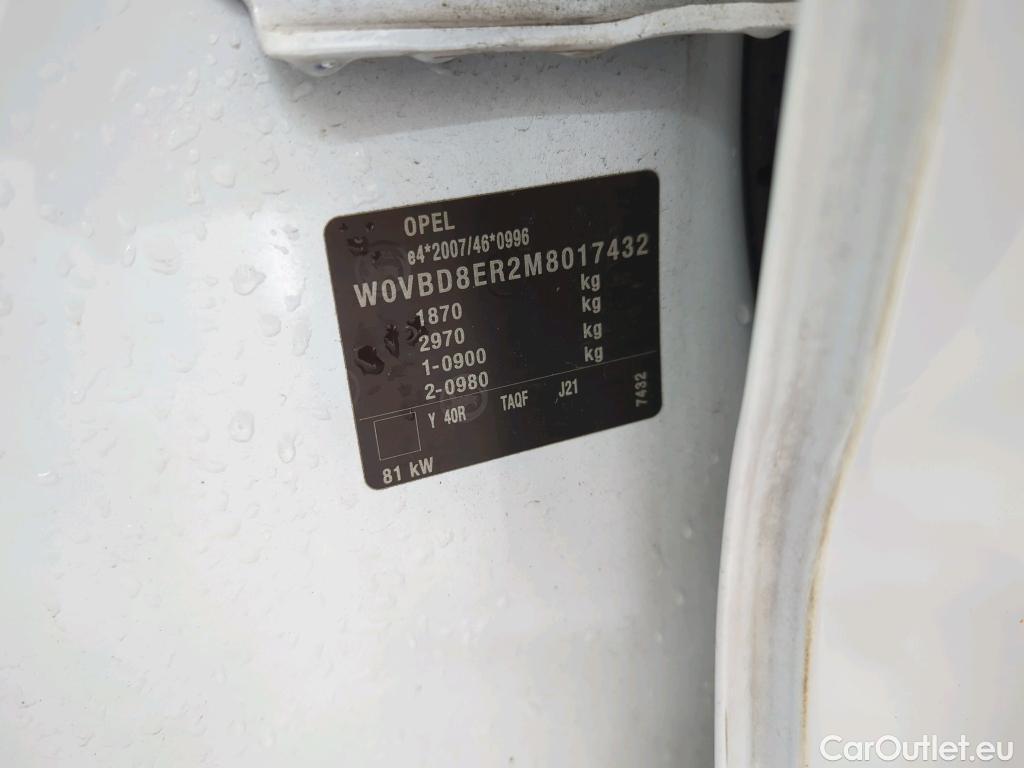 OPEL
e4*2007/46*0996
W0VBD8ER2M8017432
1870 kg
2970 kg
1-0900 kg
2-0980 kg
Y 40R TAQF J21
7432
81 kW
CarOutlet.eu